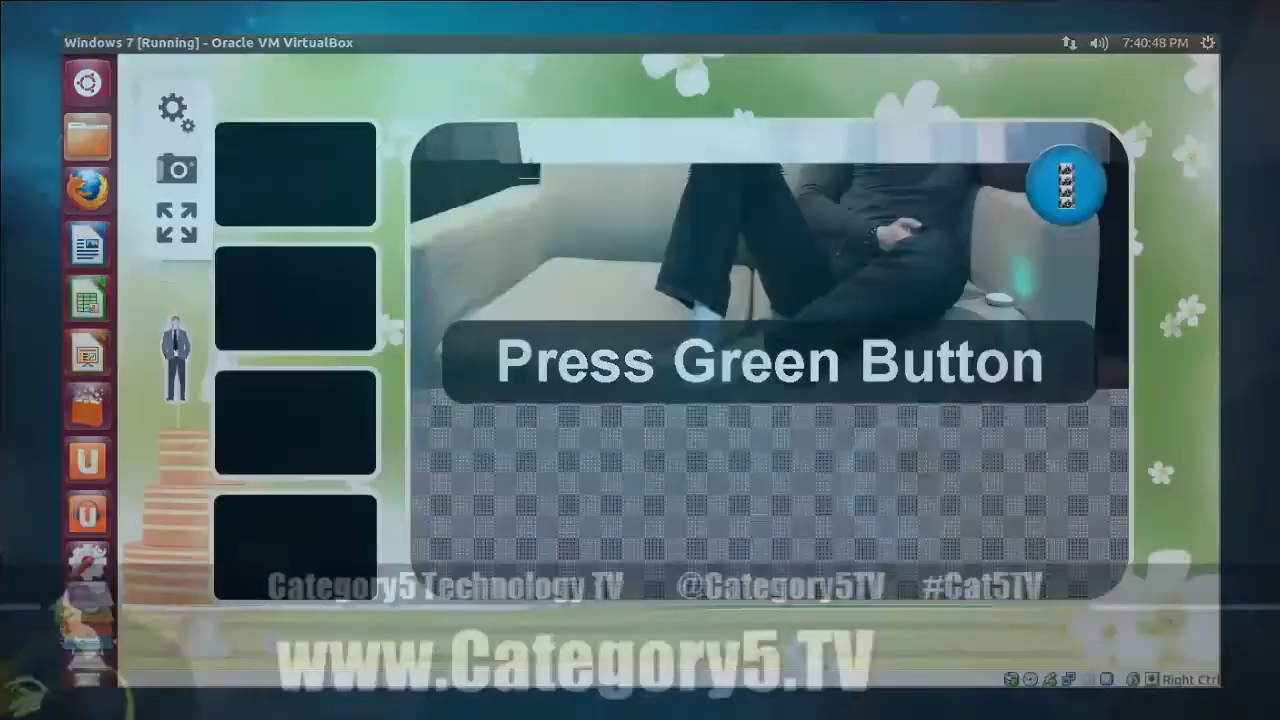 Windows 7 [Running] - Oracle VM VirtualBox
7:40:48 PM
Press Green Button
Category5 Technology TV @Category5TV #Cat5TV
www.Category5.TV
Right Ctrl